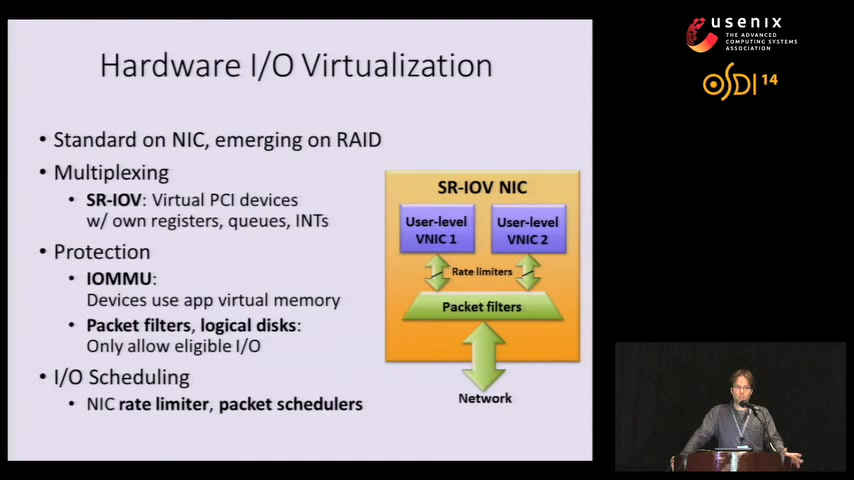 Hardware I/O Virtualization
• Standard on NIC, emerging on RAID
• Multiplexing
• SR-IOV: Virtual PCI devices
w/ own registers, queues, INTs
• Protection
• IOMMU:
Devices use app virtual memory
• Packet filters, logical disks:
Only allow eligible I/O
• I/O Scheduling
• NIC rate limiter, packet schedulers
SR-IOV NIC
User-level
VNIC 1
User-level
VNIC 2
Rate limiters
Packet filters
Network
usenix
THE ADVANCED
COMPUTING SYSTEMS
ASSOCIATION
OSDI 14